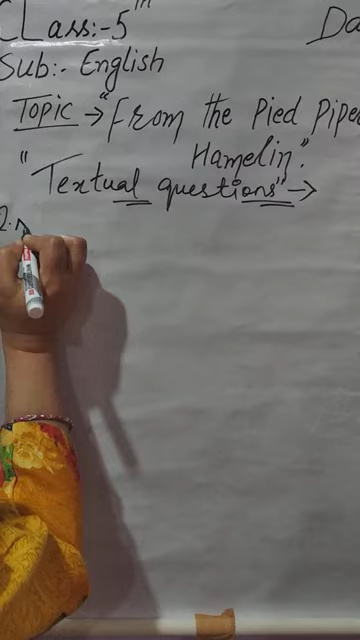 Class:-5th
Sub:- English
Topic → "From the Pied Piper
Hamelin."
"Textual questions" →